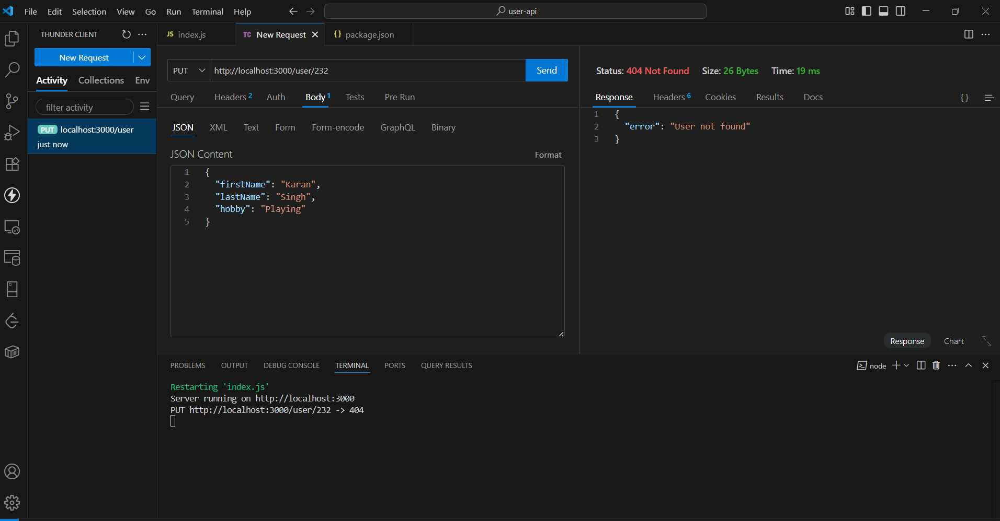 File Edit Selection View Go Run Terminal Help
user-api
THUNDER CLIENT
New Request
Activity Collections Env
filter activity
PUT localhost:3000/user
just now
JS index.js
TC New Request
{} package.json
PUT http://localhost:3000/user/232 Send
Query Headers 2 Auth Body 1 Tests Pre Run
JSON XML Text Form Form-encode GraphQL Binary
JSON Content Format
1 {
2 "firstName": "Karan",
3 "lastName": "Singh",
4 "hobby": "Playing"
5 }
Status: 404 Not Found Size: 26 Bytes Time: 19 ms
Response Headers 6 Cookies Results Docs { }
1 {
2 "error": "User not found"
3 }
Response Chart
PROBLEMS OUTPUT DEBUG CONSOLE TERMINAL PORTS QUERY RESULTS
node
Restarting 'index.js'
Server running on http://localhost:3000
PUT http://localhost:3000/user/232 -> 404